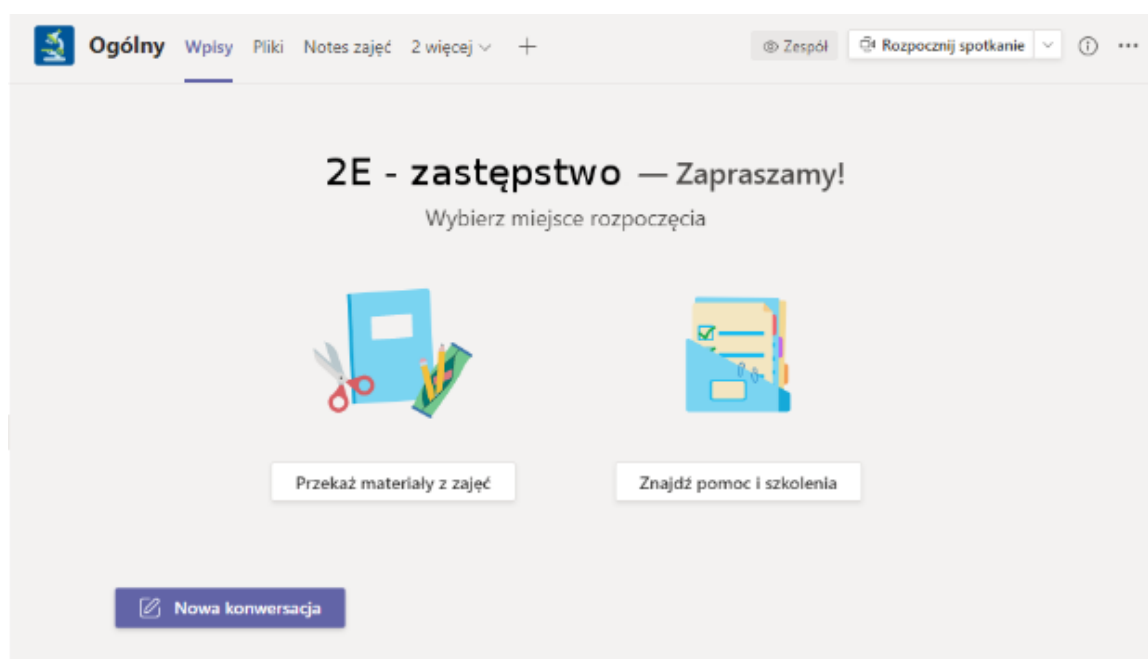 Ogólny Wpisy Pliki Notes zajęć 2 więcej Zespół Rozpocznij spotkanie
2E - zastępstwo — Zapraszamy!
Wybierz miejsce rozpoczęcia
Przekaż materiały z zajęć Znajdź pomoc i szkolenia
Nowa konwersacja